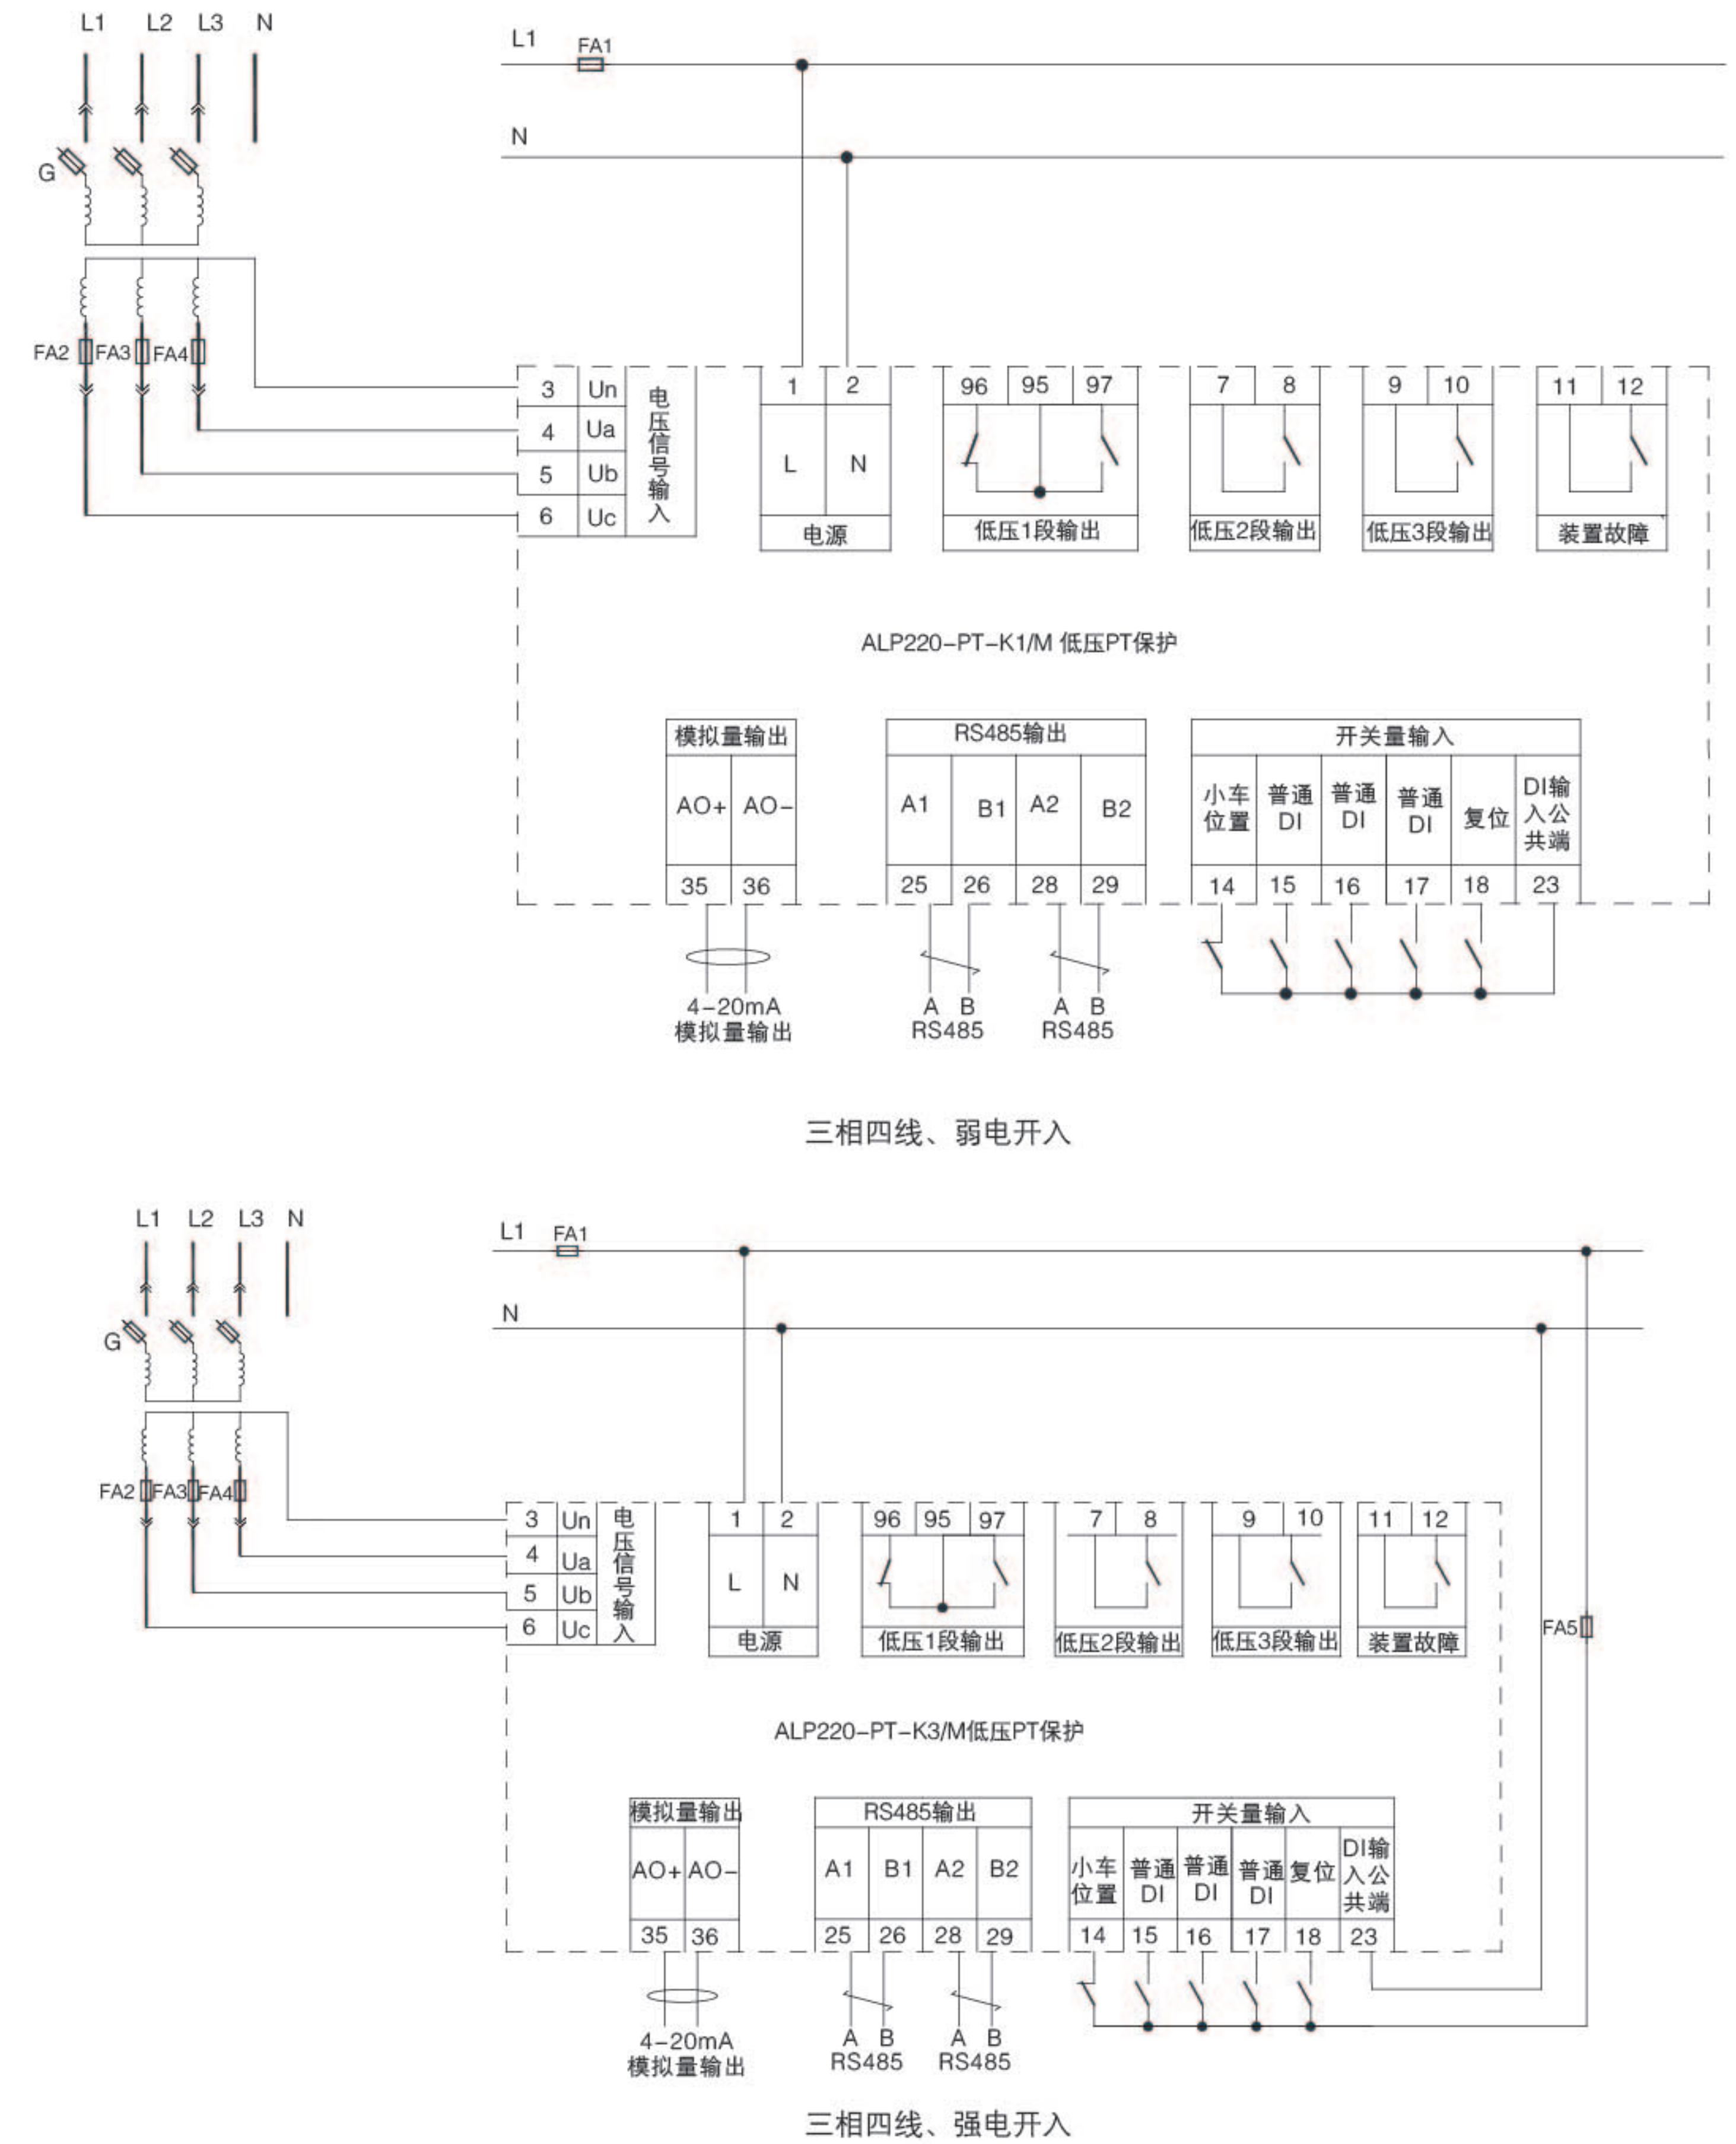 L1 L2 L3 N
L1 FA1
N
G
FA2 FA3 FA4
3 Un
4 Ua
5 Ub
6 Uc
电压信号输入
1 2
L N
电源
96 95 97
低压1段输出
7 8
低压2段输出
9 10
低压3段输出
11 12
装置故障
ALP220-PT-K1/M 低压PT保护
模拟量输出
AO+ AO-
35 36
4-20mA
模拟量输出
RS485输出
A1 B1 A2 B2
25 26 28 29
A B A B
RS485 RS485
开关量输入
小车位置 普通DI 普通DI 普通DI 复位 DI输入公共端
14 15 16 17 18 23
三相四线、弱电开入
L1 L2 L3 N
L1 FA1
N
G
FA2 FA3 FA4
3 Un
4 Ua
5 Ub
6 Uc
电压信号输入
1 2
L N
电源
96 95 97
低压1段输出
7 8
低压2段输出
9 10
低压3段输出
11 12
装置故障
FA5
ALP220-PT-K3/M低压PT保护
模拟量输出
AO+ AO-
35 36
4-20mA
模拟量输出
RS485输出
A1 B1 A2 B2
25 26 28 29
A B A B
RS485 RS485
开关量输入
小车位置 普通DI 普通DI 普通DI 复位 DI输入公共端
14 15 16 17 18 23
三相四线、强电开入